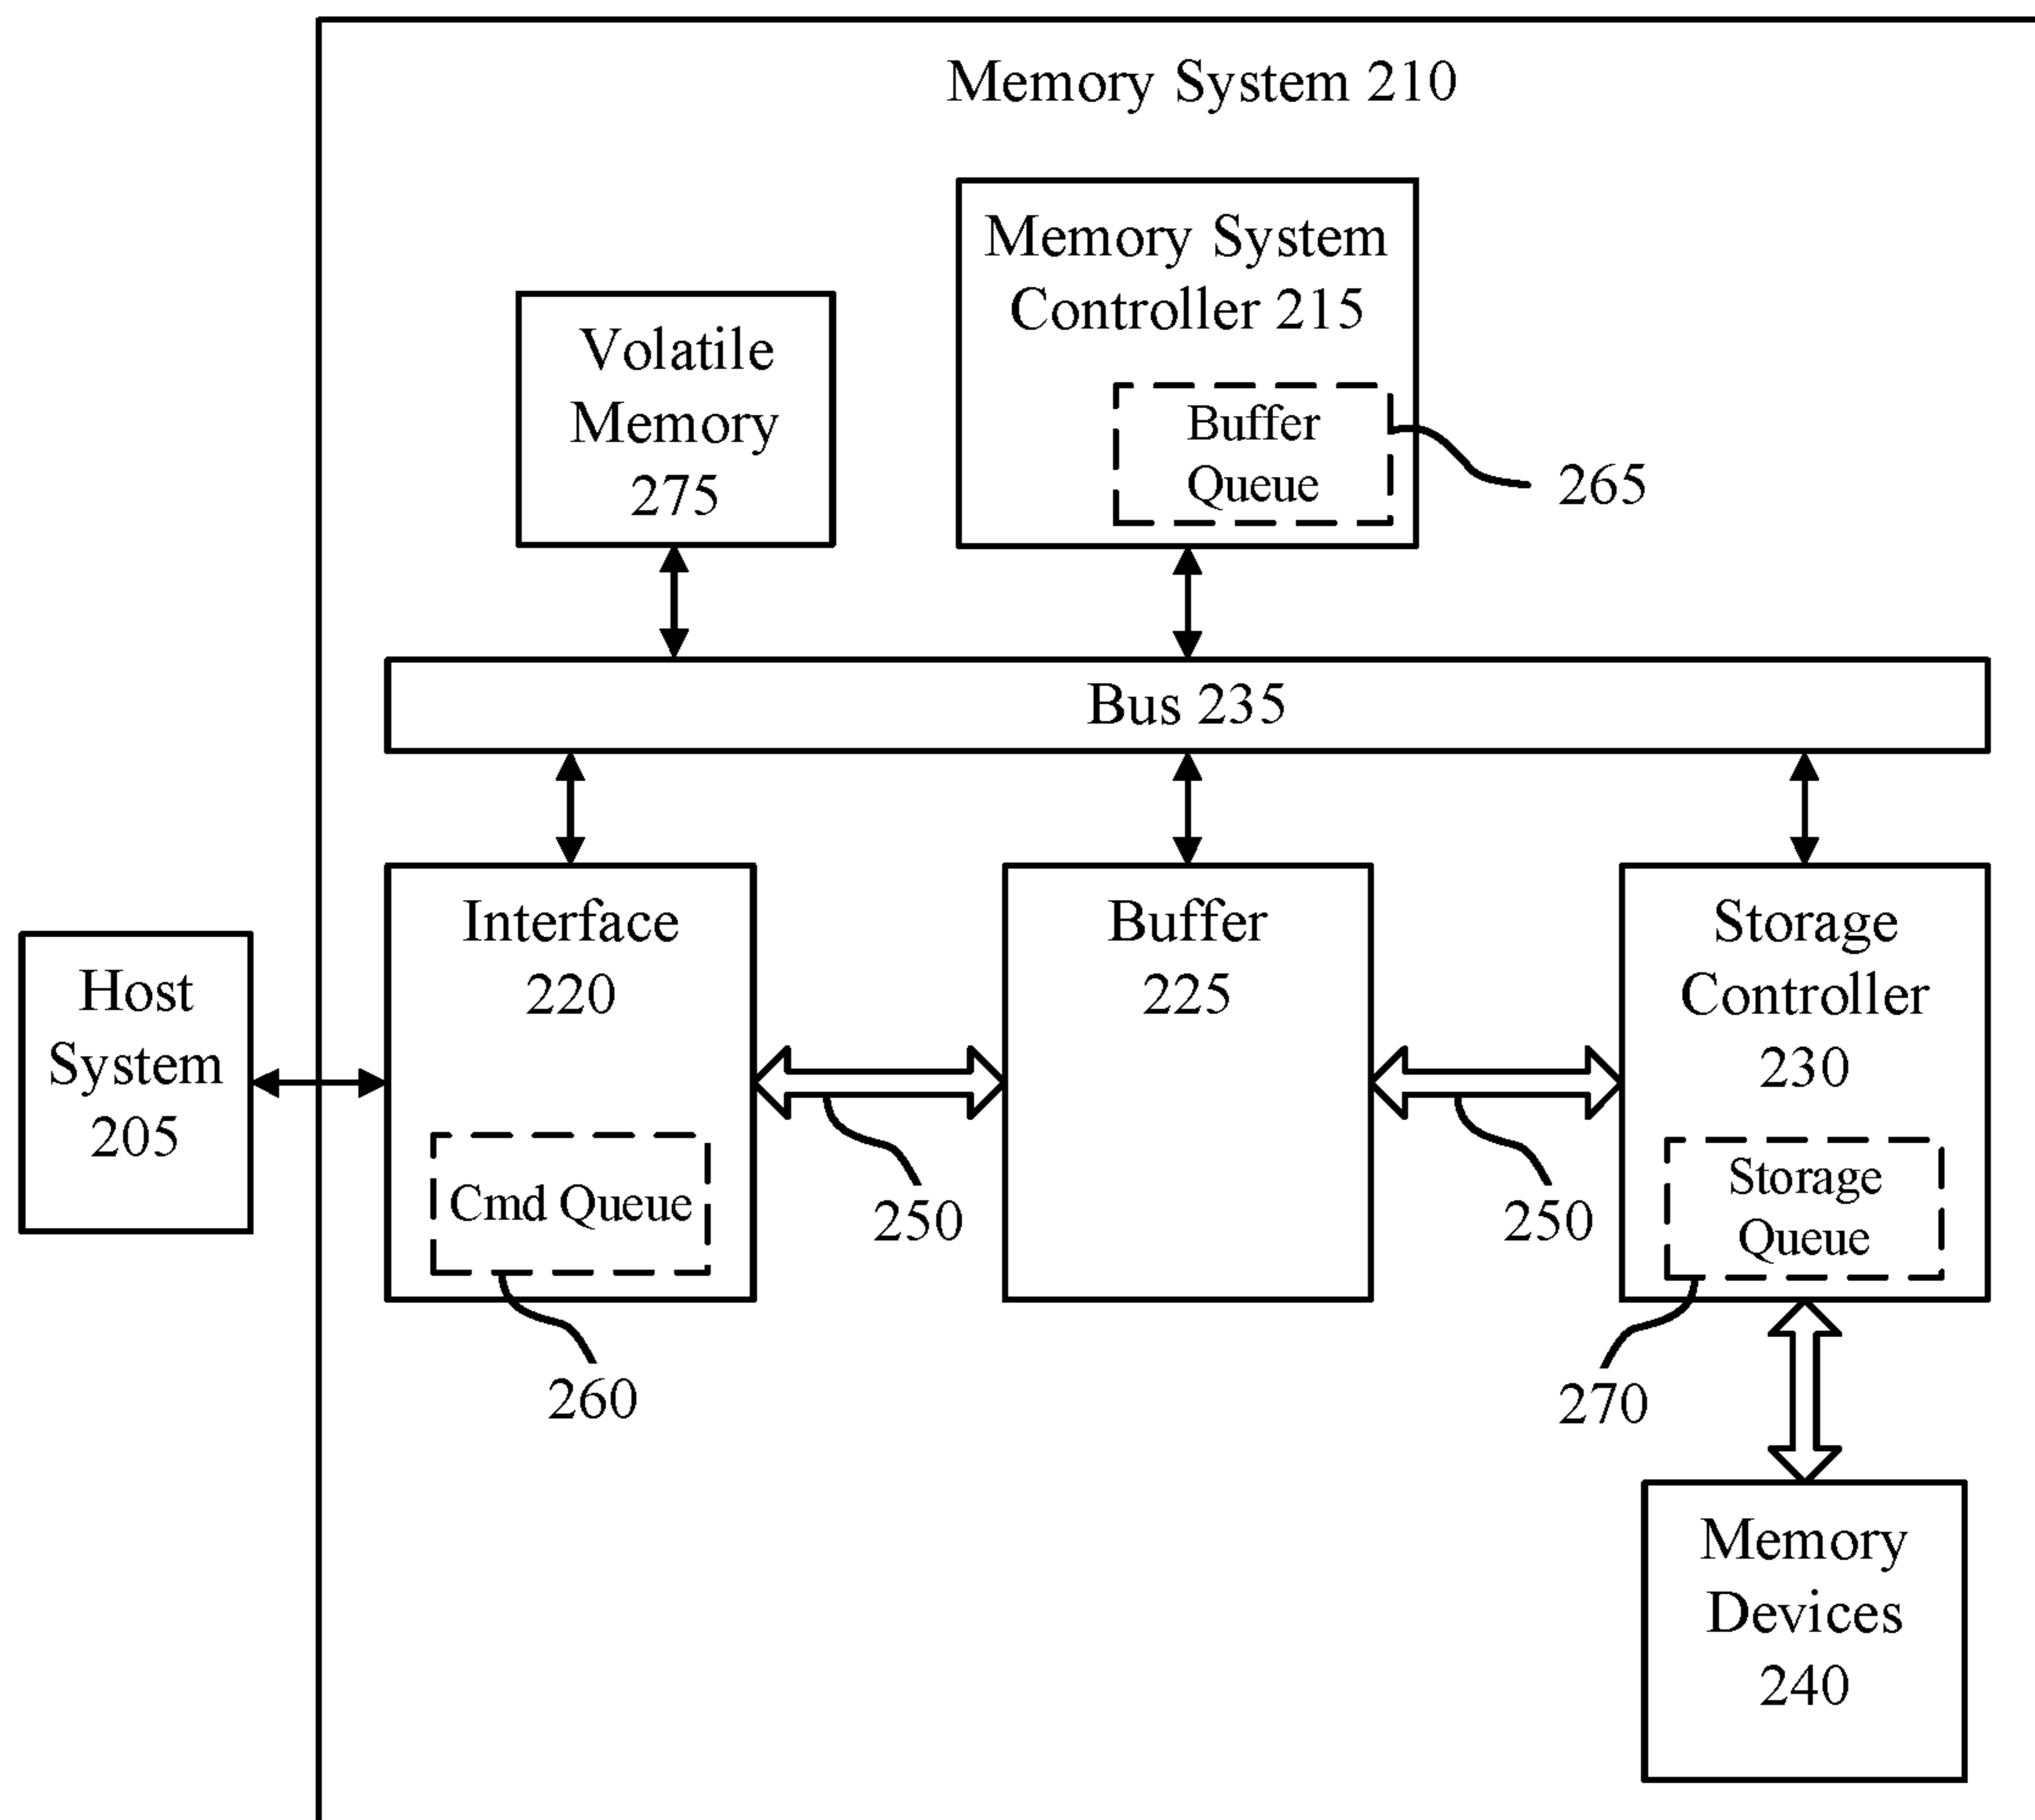 Memory System 210
Memory System
Controller 215
Buffer
Queue
265
Volatile
Memory
275
Bus 235
Interface
220
Cmd Queue
260
Buffer
225
250
250
Storage
Controller
230
Storage
Queue
270
Host
System
205
Memory
Devices
240